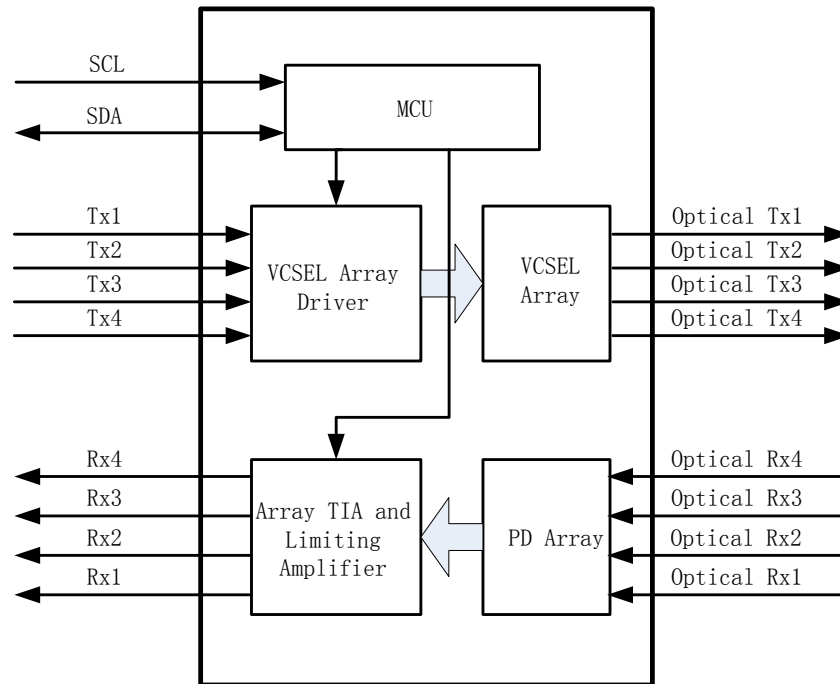 SCL
MCU
SDA
Tx1
Tx2
Tx3
Tx4
VCSEL Array
Driver
VCSEL
Array
Optical Tx1
Optical Tx2
Optical Tx3
Optical Tx4
Rx4
Rx3
Rx2
Rx1
Array TIA and
Limiting
Amplifier
PD Array
Optical Rx4
Optical Rx3
Optical Rx2
Optical Rx1